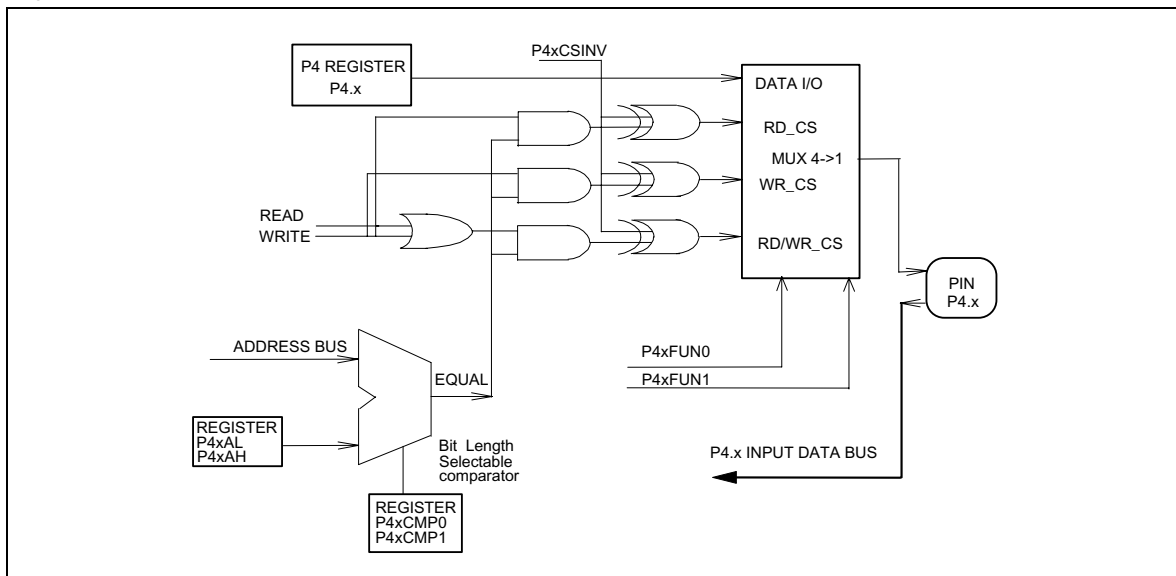 P4xCSINV
P4 REGISTER
P4.x
DATA I/O
RD_CS
MUX 4->1
WR_CS
RD/WR_CS
READ
WRITE
PIN
P4.x
ADDRESS BUS
EQUAL
P4xFUN0
P4xFUN1
REGISTER
P4xAL
P4xAH
Bit Length
Selectable
comparator
P4.x INPUT DATA BUS
REGISTER
P4xCMP0
P4xCMP1